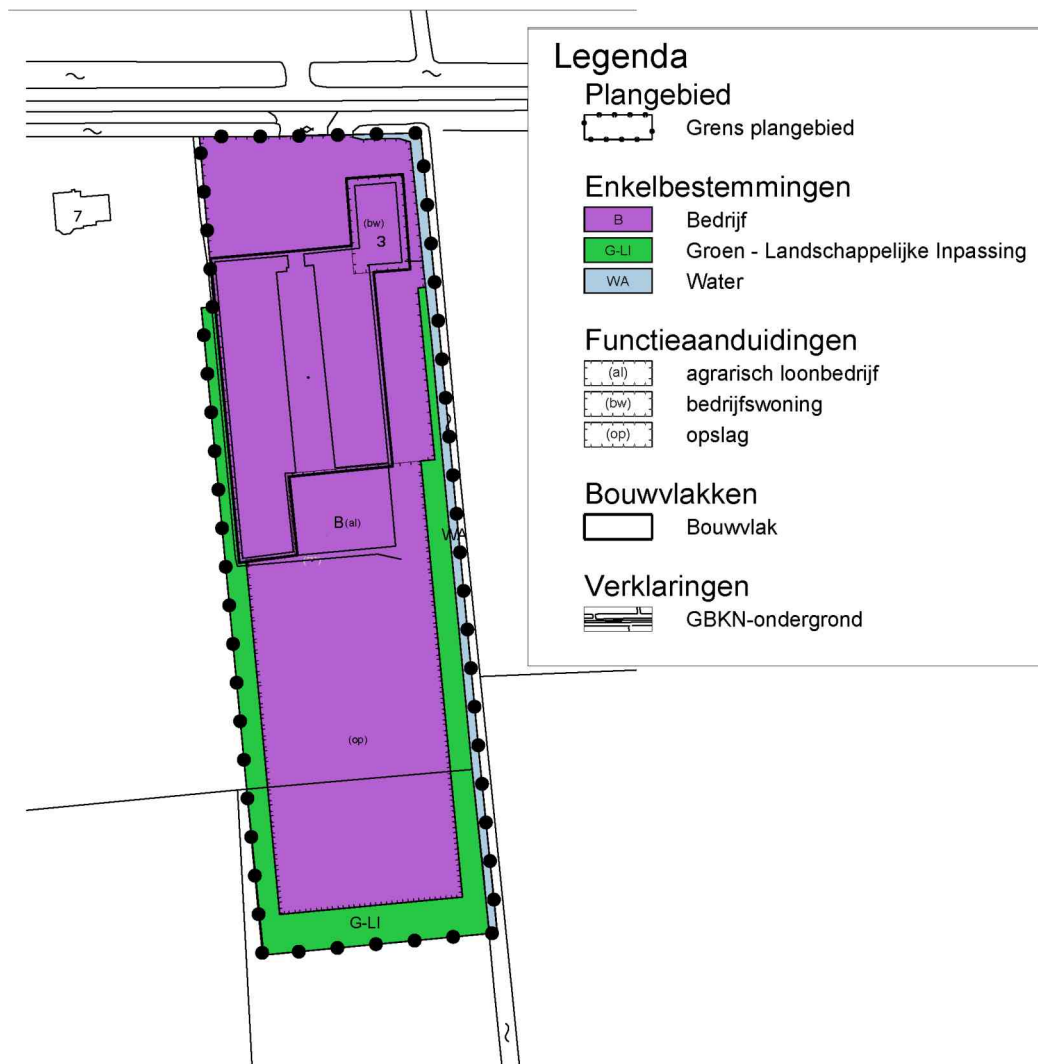 Legenda
Plangebied
Grens plangebied
Enkelbestemmingen
B Bedrijf
G-LI Groen - Landschappelijke Inpassing
WA Water
Functieaanduidingen
(al) agrarisch loonbedrijf
(bw) bedrijfswoning
(op) opslag
Bouwvlakken
Bouwvlak
Verklaringen
GBKN-ondergrond
7
(bw)
3
B(al)
WA
(op)
G-LI